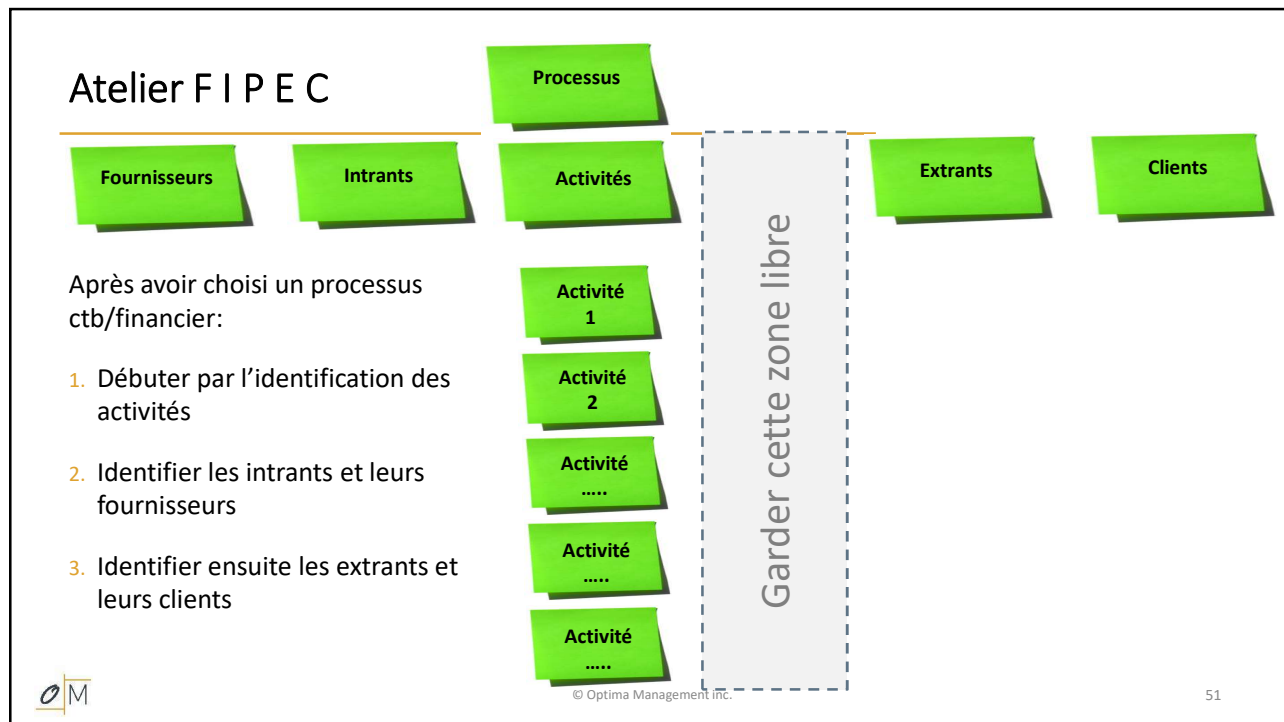 Atelier F I P E C
Processus
Fournisseurs
Intrants
Activités
Extrants
Clients
Après avoir choisi un processus
ctb/financier:
1. Débuter par l'identification des
activités
2. Identifier les intrants et leurs
fournisseurs
3. Identifier ensuite les extrants et
leurs clients
Activité
1
Activité
2
Activité
.....
Activité
.....
Activité
.....
Garder cette zone libre
OM
© Optima Management inc.
51